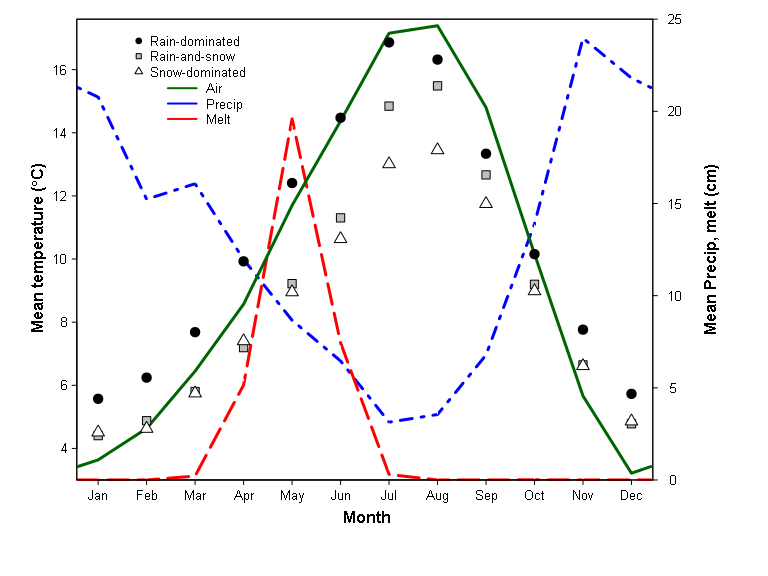 Rain-dominated
Rain-and-snow
Snow-dominated
Air
Precip
Melt
Mean temperature (°C)
16
14
12
10
8
6
4
25
20
15
10
5
0
Mean Precip, melt (cm)
Jan Feb Mar Apr May Jun Jul Aug Sep Oct Nov Dec
Month